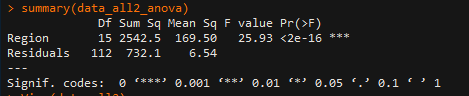 > summary(data_all2_anova)
Df Sum Sq Mean Sq F value Pr(>F)
Region 15 2542.5 169.50 25.93 <2e-16 ***
Residuals 112 732.1 6.54
---
Signif. codes: 0 ‘***’ 0.001 ‘**’ 0.01 ‘*’ 0.05 ‘.’ 0.1 ‘ ’ 1